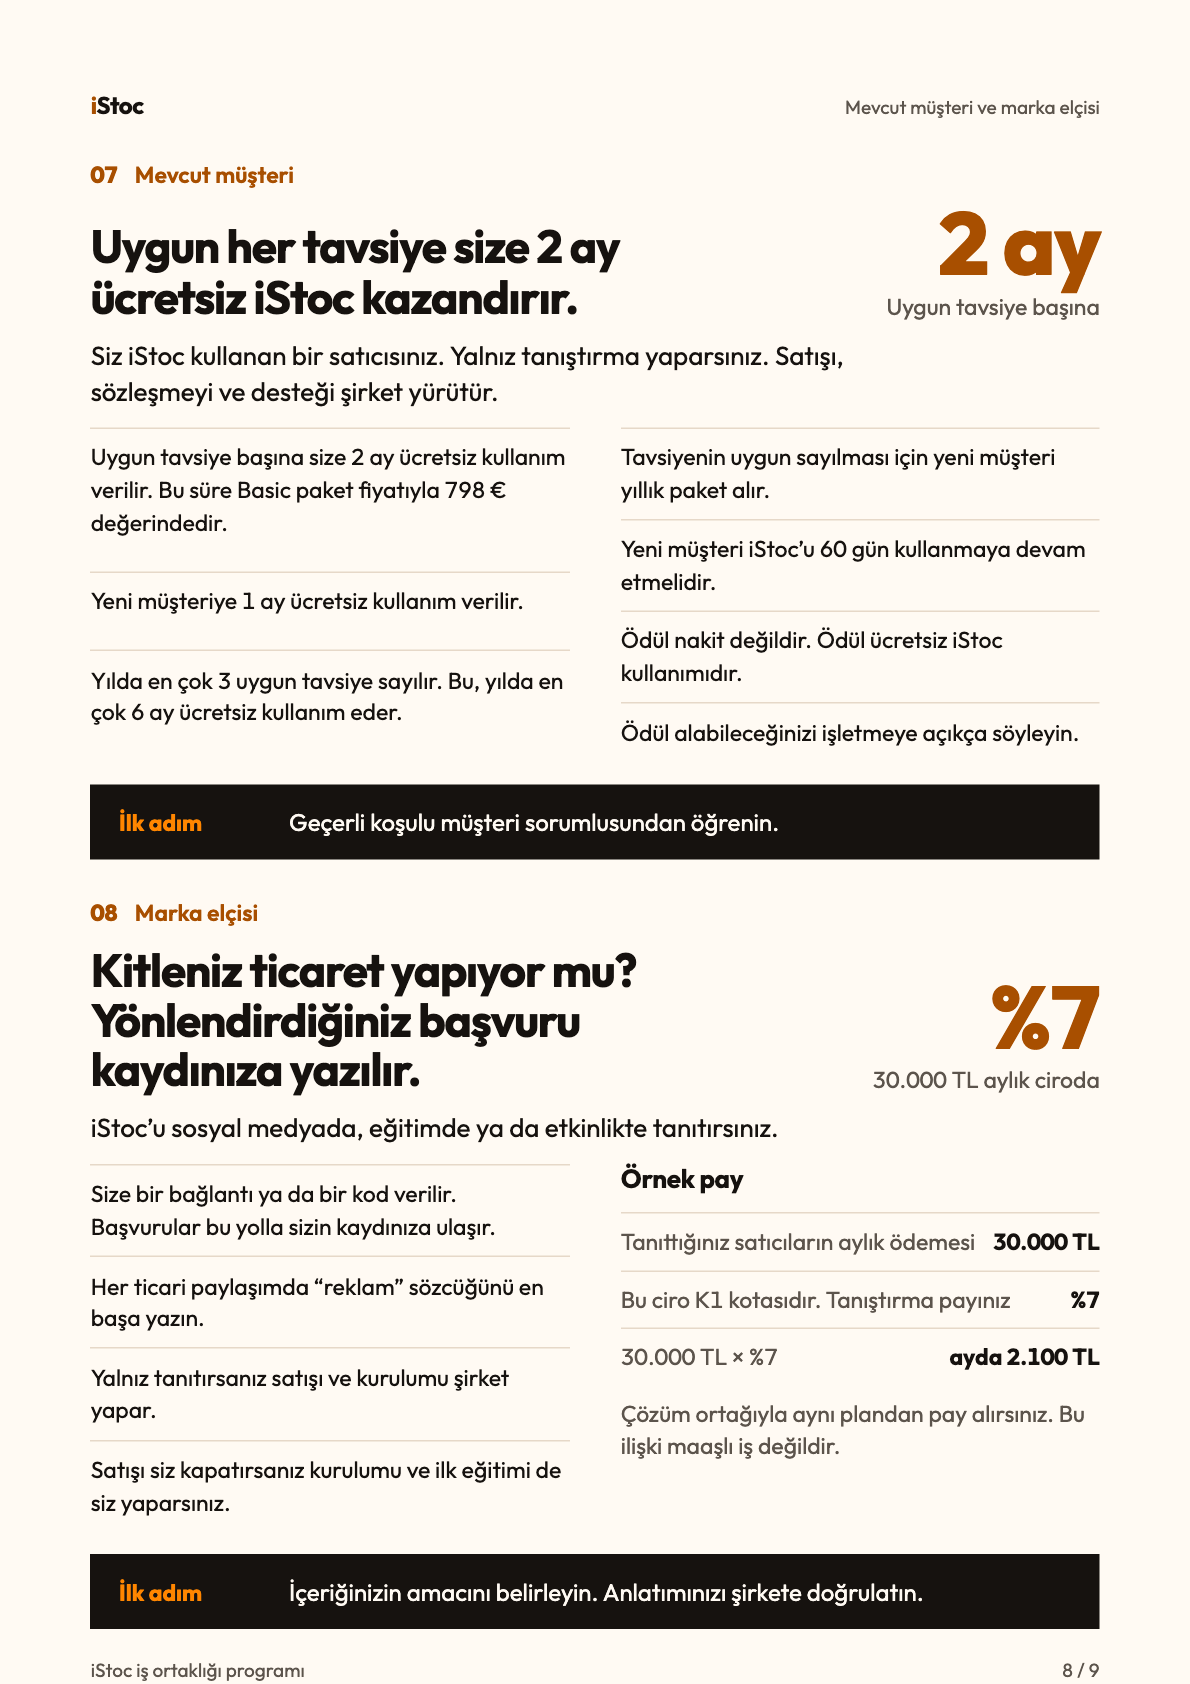 iStoc
Mevcut müşteri ve marka elçisi
07 Mevcut müşteri
Uygun her tavsiye size 2 ay
ücretsiz iStoc kazandırır.
2 ay
Uygun tavsiye başına
Siz iStoc kullanan bir satıcısınız. Yalnız tanıştırma yaparsınız. Satışı,
sözleşmeyi ve desteği şirket yürütür.
Uygun tavsiye başına size 2 ay ücretsiz kullanım
verilir. Bu süre Basic paket fiyatıyla 798 €
değerindedir.
Yeni müşteriye 1 ay ücretsiz kullanım verilir.
Yılda en çok 3 uygun tavsiye sayılır. Bu, yılda en
çok 6 ay ücretsiz kullanım eder.
Tavsiyenin uygun sayılması için yeni müşteri
yıllık paket alır.
Yeni müşteri iStoc’u 60 gün kullanmaya devam
etmelidir.
Ödül nakit değildir. Ödül ücretsiz iStoc
kullanımıdır.
Ödül alabileceğinizi işletmeye açıkça söyleyin.
İlk adım Geçerli koşulu müşteri sorumlusundan öğrenin.
08 Marka elçisi
Kitleniz ticaret yapıyor mu?
Yönlendirdiğiniz başvuru
kaydınıza yazılır.
%7
30.000 TL aylık ciroda
iStoc’u sosyal medyada, eğitimde ya da etkinlikte tanıtırsınız.
Size bir bağlantı ya da bir kod verilir.
Başvurular bu yolla sizin kaydınıza ulaşır.
Her ticari paylaşımda “reklam” sözcüğünü en
başa yazın.
Yalnız tanıtırsanız satışı ve kurulumu şirket
yapar.
Satışı siz kapatırsanız kurulumu ve ilk eğitimi de
siz yaparsınız.
Örnek pay
Tanıttığınız satıcıların aylık ödemesi 30.000 TL
Bu ciro K1 kotasıdır. Tanıştırma payınız %7
30.000 TL × %7 ayda 2.100 TL
Çözüm ortağıyla aynı plandan pay alırsınız. Bu
ilişki maaşlı iş değildir.
İlk adım İçeriğinizin amacını belirleyin. Anlatımınızı şirkete doğrulatın.
iStoc iş ortaklığı programı
8 / 9